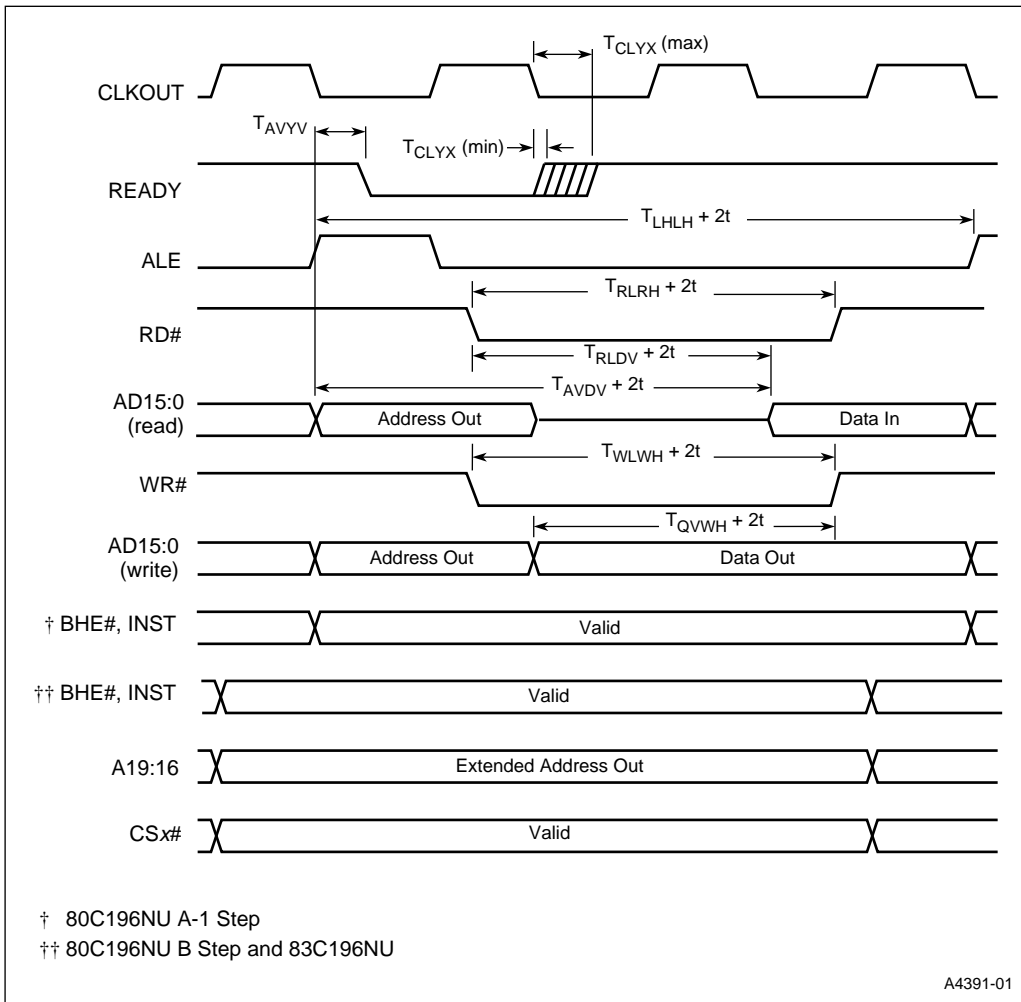 T_CLYX (max)
CLKOUT
T_AVYV
T_CLYX (min)
READY
T_LHLH + 2t
ALE
T_RLRH + 2t
RD#
T_RLDV + 2t
T_AVDV + 2t
AD15:0
(read)
Address Out
Data In
T_WLWH + 2t
WR#
T_QVWH + 2t
AD15:0
(write)
Address Out
Data Out
† BHE#, INST
Valid
†† BHE#, INST
Valid
A19:16
Extended Address Out
CSx#
Valid
† 80C196NU A-1 Step
†† 80C196NU B Step and 83C196NU
A4391-01